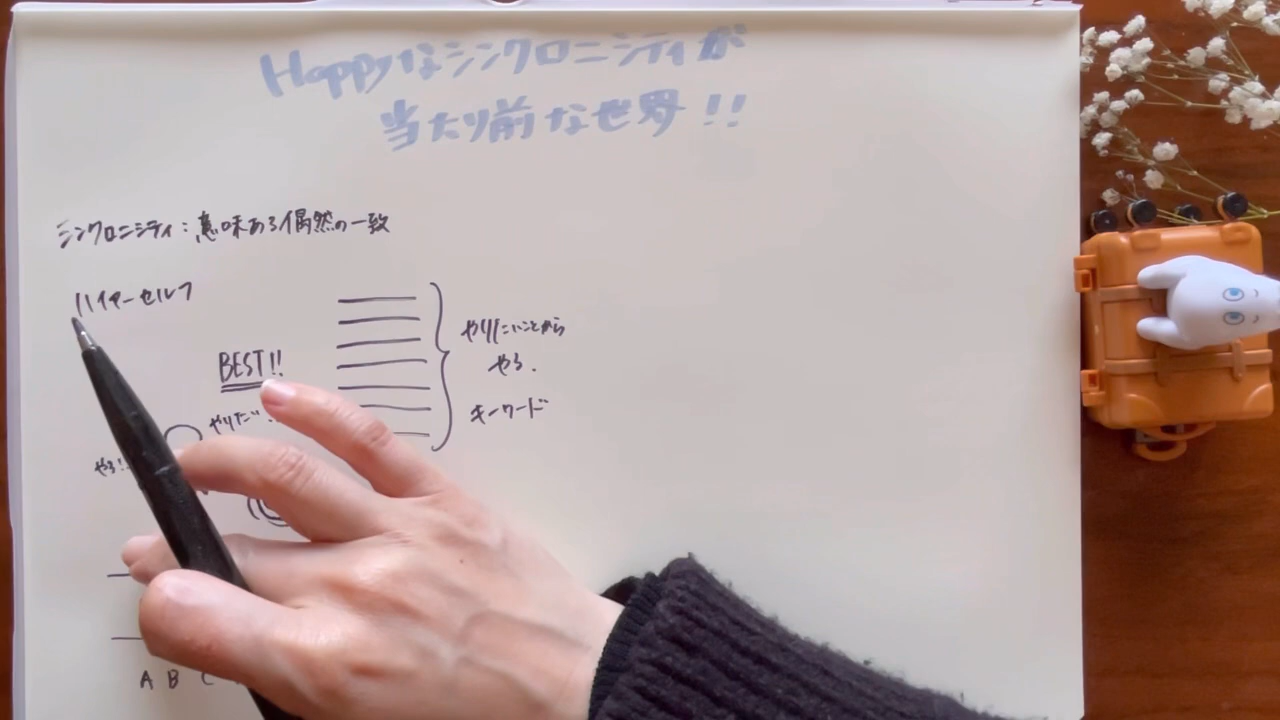 Happyなシンクロニシティが
当たり前な世界!!
シンクロニシティ:意味ある偶然の一致
ハイヤーセルフ
BEST!!
やりたいことから
やる.
キーワード
やる!
A B C